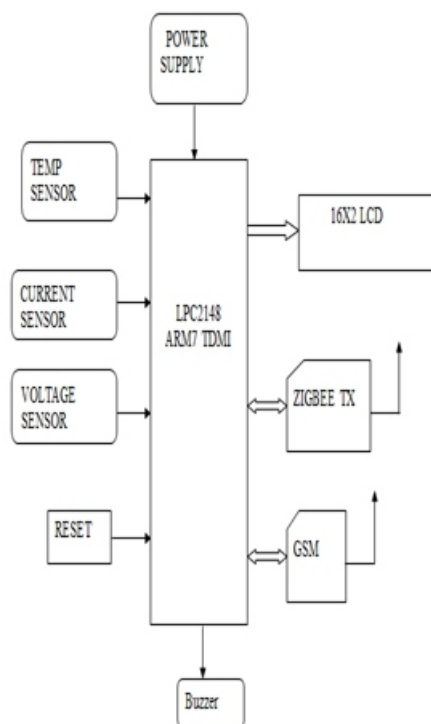 POWER
SUPPLY
TEMP
SENSOR
16X2 LCD
CURRENT
SENSOR
LPC2148
ARM7 TDMI
VOLTAGE
SENSOR
ZIGBEE TX
RESET
GSM
Buzzer